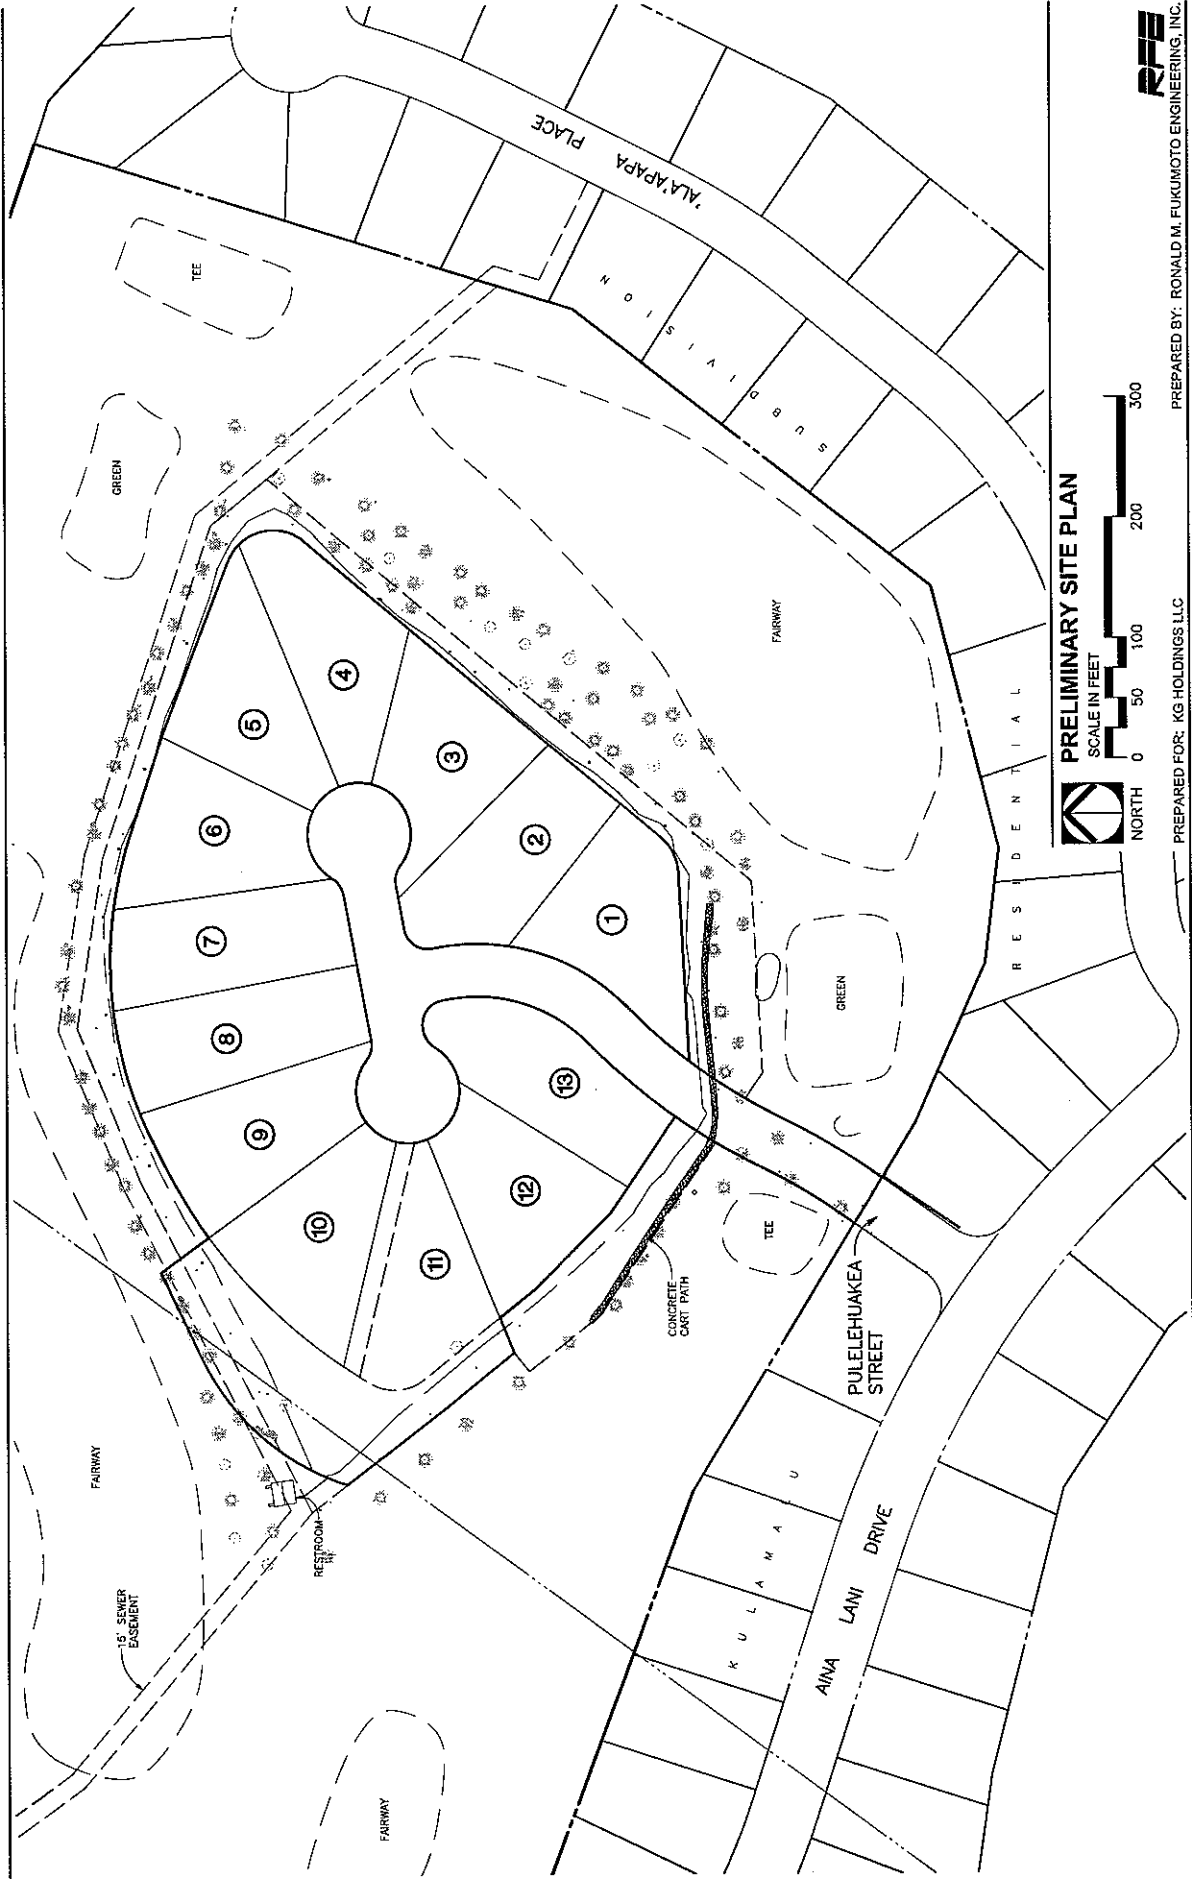 FAIRWAY
15' SEWER
EASEMENT
RESTROOM
FAIRWAY
GREEN
TEE
'ALA'APAPA PLACE
1
2
3
4
5
6
7
8
9
10
11
12
13
CONCRETE
CART PATH
TEE
GREEN
FAIRWAY
PULELEHUAKEA
STREET
KULAMALU
RESIDENTIAL
SUBDIVISION
AINA LANI DRIVE
NORTH
PRELIMINARY SITE PLAN
SCALE IN FEET
0 50 100 200 300
PREPARED FOR: KG HOLDINGS LLC
PREPARED BY: RONALD M. FUKUMOTO ENGINEERING, INC.
RFE